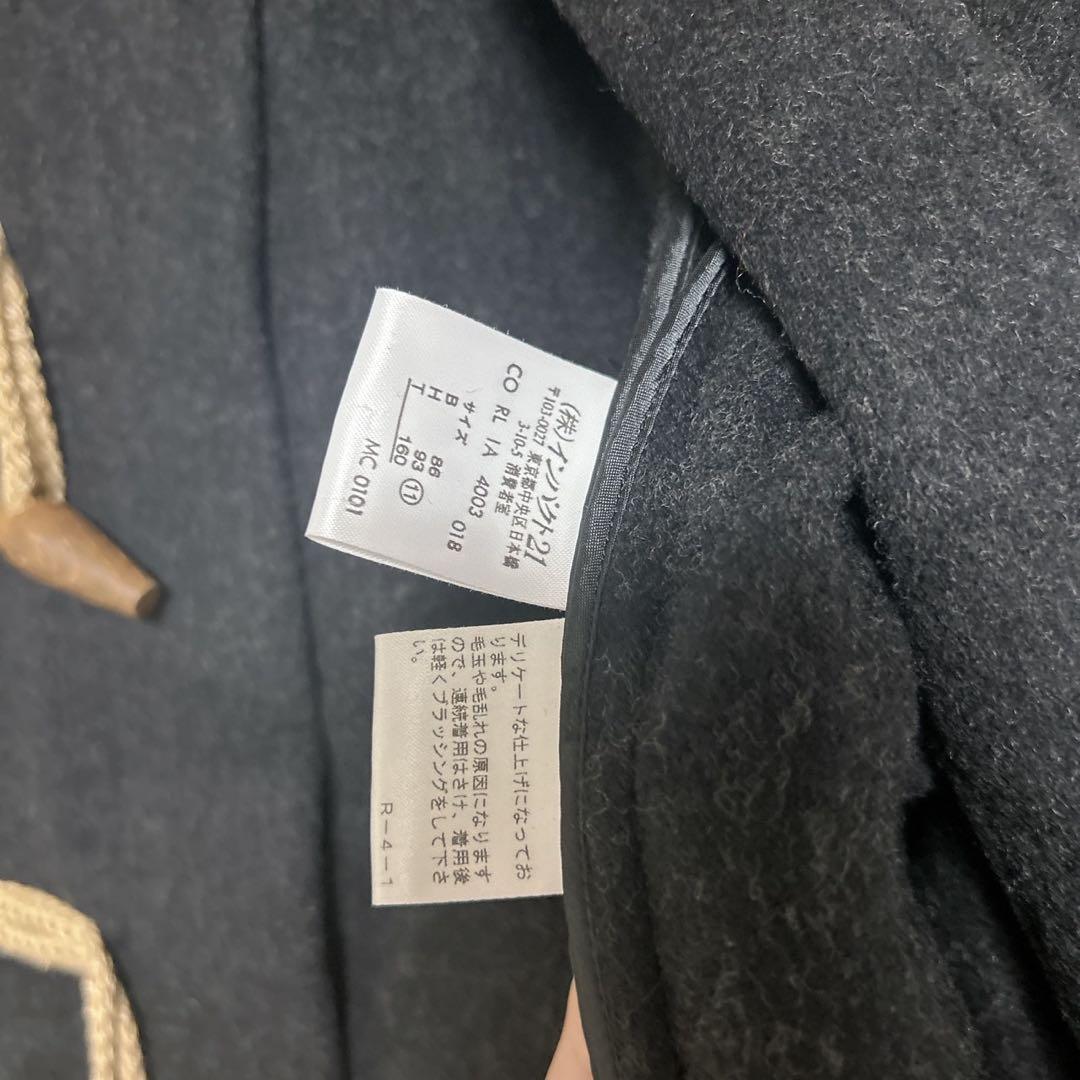 (株)インパクト21
〒103-0027 東京都中央区日本橋
3-10-5 消費者室
CO RL IA 4003 018
サイズ
B 86
H 93 ⑪
T 160
MC 0101
デリケートな仕上げになってお
ります。
毛玉や毛乱れの原因になります
ので、連続着用はさけ、着用後
は軽くブラッシングをして下さ
い。
R-4-1